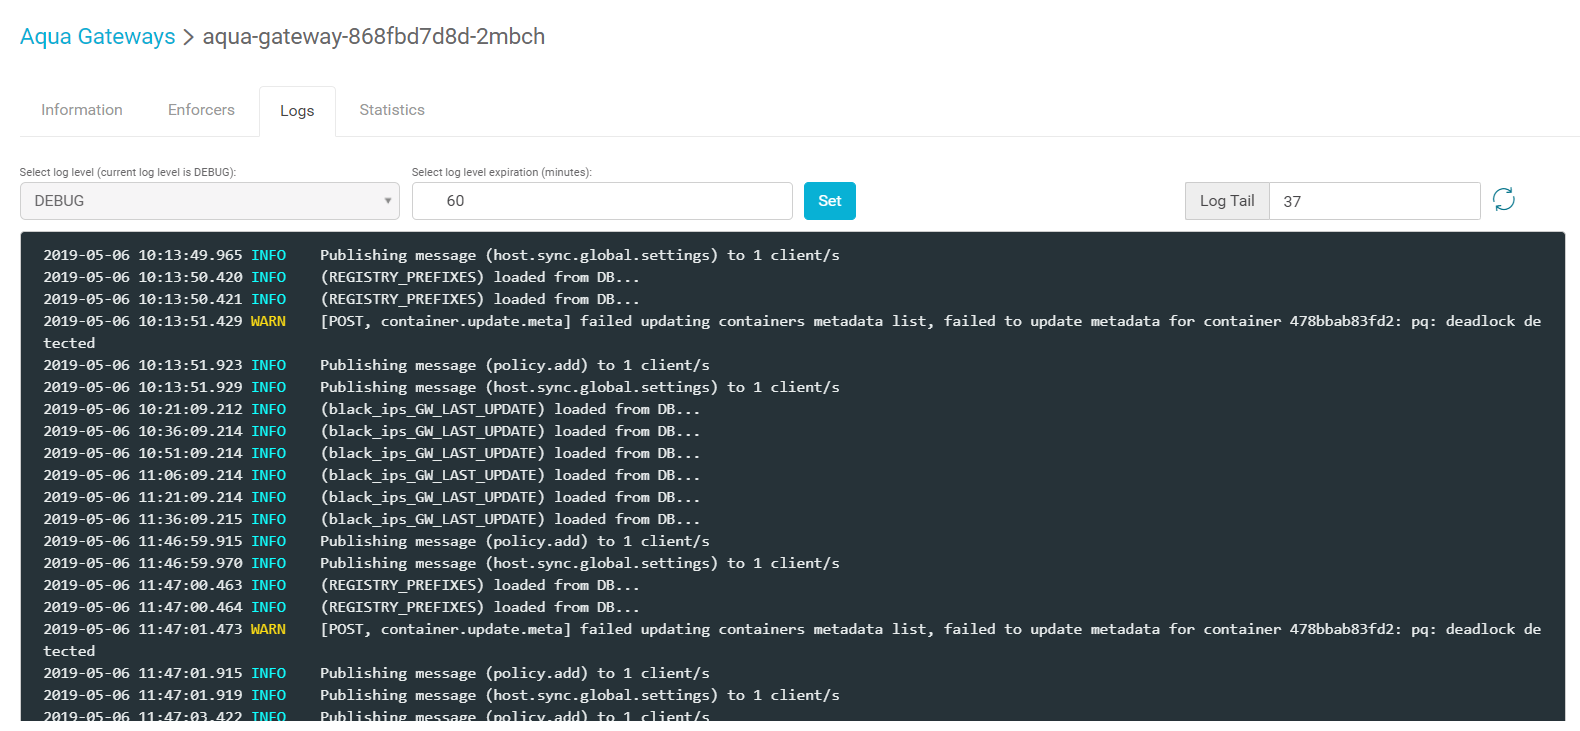 Aqua Gateways > aqua-gateway-868fbd7d8d-2mbch
Information Enforcers Logs Statistics
Select log level (current log level is DEBUG): Select log level expiration (minutes):
DEBUG 60 Set Log Tail 37
2019-05-06 10:13:49.965 INFO Publishing message (host.sync.global.settings) to 1 client/s
2019-05-06 10:13:50.420 INFO (REGISTRY_PREFIXES) loaded from DB...
2019-05-06 10:13:50.421 INFO (REGISTRY_PREFIXES) loaded from DB...
2019-05-06 10:13:51.429 WARN [POST, container.update.meta] failed updating containers metadata list, failed to update metadata for container 478bbab83fd2: pq: deadlock de
tected
2019-05-06 10:13:51.923 INFO Publishing message (policy.add) to 1 client/s
2019-05-06 10:13:51.929 INFO Publishing message (host.sync.global.settings) to 1 client/s
2019-05-06 10:21:09.212 INFO (black_ips_GW_LAST_UPDATE) loaded from DB...
2019-05-06 10:36:09.214 INFO (black_ips_GW_LAST_UPDATE) loaded from DB...
2019-05-06 10:51:09.214 INFO (black_ips_GW_LAST_UPDATE) loaded from DB...
2019-05-06 11:06:09.214 INFO (black_ips_GW_LAST_UPDATE) loaded from DB...
2019-05-06 11:21:09.214 INFO (black_ips_GW_LAST_UPDATE) loaded from DB...
2019-05-06 11:36:09.215 INFO (black_ips_GW_LAST_UPDATE) loaded from DB...
2019-05-06 11:46:59.915 INFO Publishing message (policy.add) to 1 client/s
2019-05-06 11:46:59.970 INFO Publishing message (host.sync.global.settings) to 1 client/s
2019-05-06 11:47:00.463 INFO (REGISTRY_PREFIXES) loaded from DB...
2019-05-06 11:47:00.464 INFO (REGISTRY_PREFIXES) loaded from DB...
2019-05-06 11:47:01.473 WARN [POST, container.update.meta] failed updating containers metadata list, failed to update metadata for container 478bbab83fd2: pq: deadlock de
tected
2019-05-06 11:47:01.915 INFO Publishing message (policy.add) to 1 client/s
2019-05-06 11:47:01.919 INFO Publishing message (host.sync.global.settings) to 1 client/s
2019-05-06 11:47:03.422 INFO Publishing message (policy.add) to 1 client/s